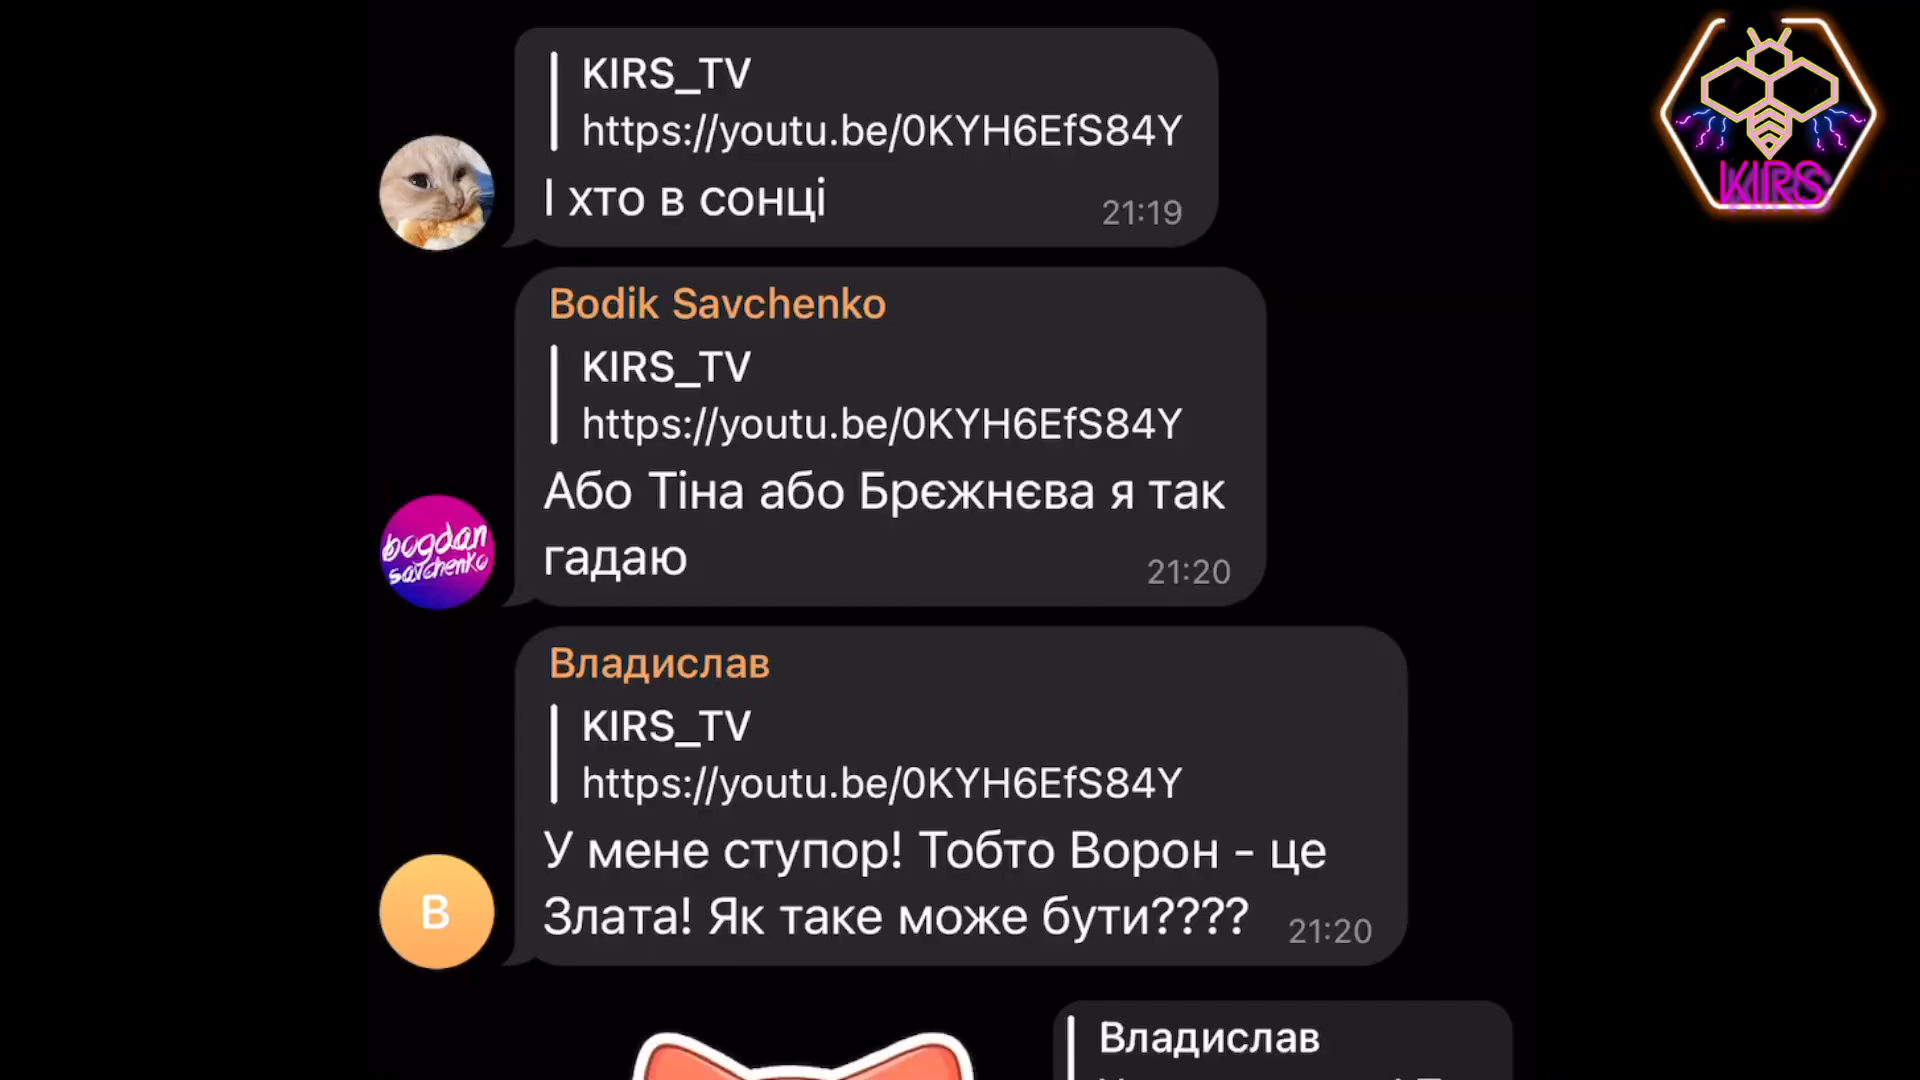 KIRS_TV
https://youtu.be/0KYH6EfS84Y
І хто в сонці
21:19
KIRS
Bodik Savchenko
KIRS_TV
https://youtu.be/0KYH6EfS84Y
Або Тіна або Брєжнєва я так
гадаю
21:20
bogdan
savchenko
Владислав
KIRS_TV
https://youtu.be/0KYH6EfS84Y
У мене ступор! Тобто Ворон - це
Злата! Як таке може бути????
21:20
В
Владислав